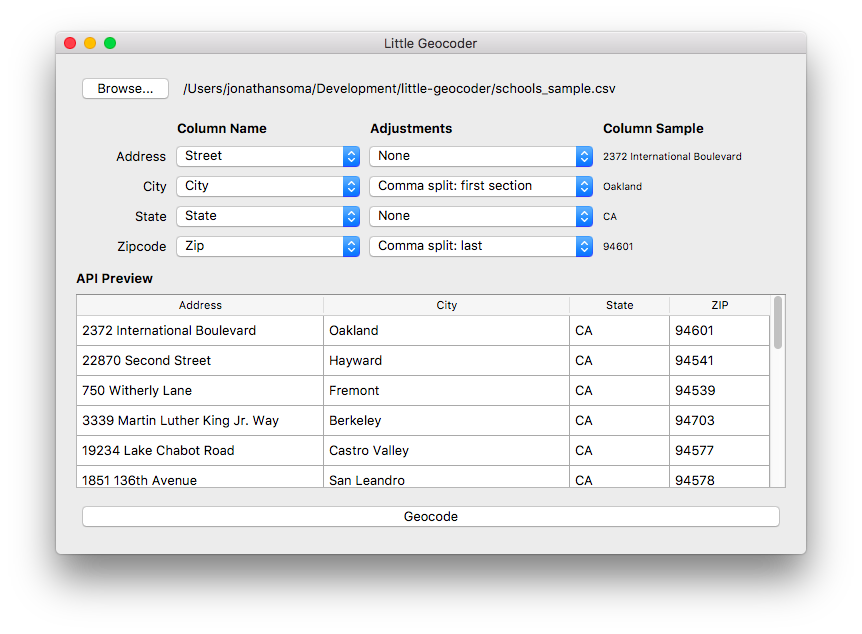 Little Geocoder
Browse... /Users/jonathansoma/Development/little-geocoder/schools_sample.csv
Column Name Adjustments Column Sample
Address Street None 2372 International Boulevard
City City Comma split: first section Oakland
State State None CA
Zipcode Zip Comma split: last 94601
API Preview
Address City State ZIP
2372 International Boulevard Oakland CA 94601
22870 Second Street Hayward CA 94541
750 Witherly Lane Fremont CA 94539
3339 Martin Luther King Jr. Way Berkeley CA 94703
19234 Lake Chabot Road Castro Valley CA 94577
1851 136th Avenue San Leandro CA 94578
Geocode